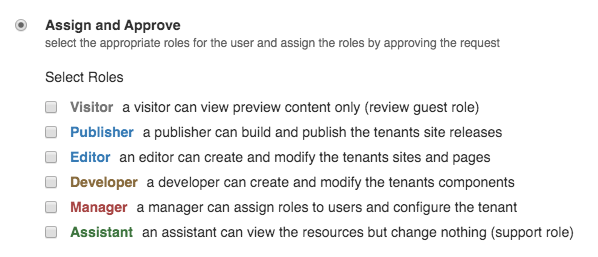 Assign and Approve
select the appropriate roles for the user and assign the roles by approving the request
Select Roles
Visitor a visitor can view preview content only (review guest role)
Publisher a publisher can build and publish the tenants site releases
Editor an editor can create and modify the tenants sites and pages
Developer a developer can create and modify the tenants components
Manager a manager can assign roles to users and configure the tenant
Assistant an assistant can view the resources but change nothing (support role)